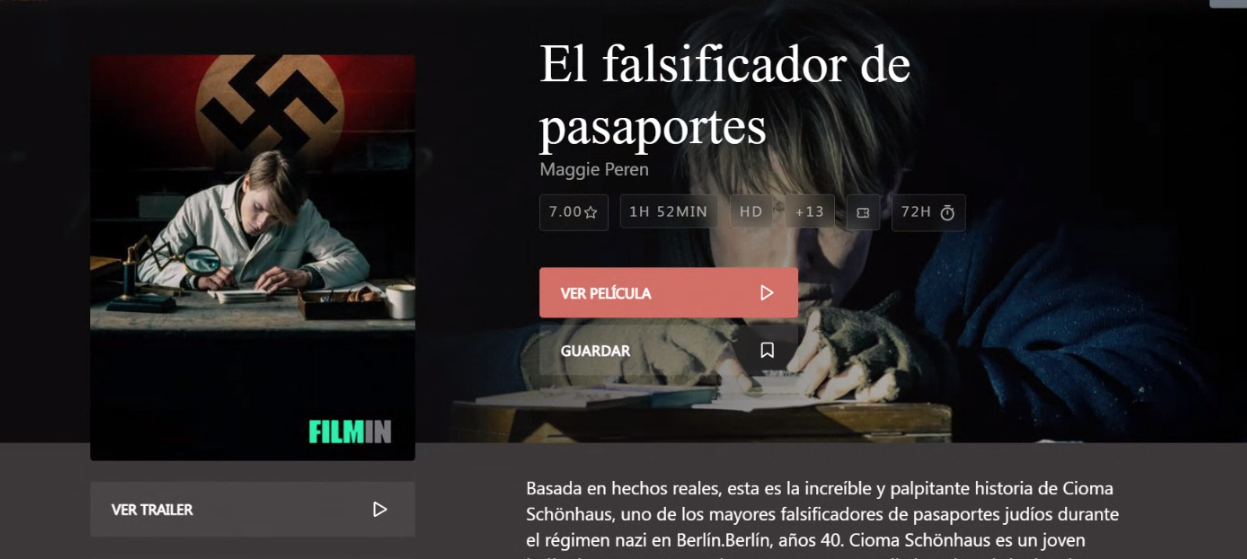 El falsificador de
pasaportes
Maggie Peren
7.00
1H 52MIN
HD
+13
72H
VER PELÍCULA
GUARDAR
FILMIN
VER TRAILER
Basada en hechos reales, esta es la increíble y palpitante historia de Cioma
Schönhaus, uno de los mayores falsificadores de pasaportes judíos durante
el régimen nazi en Berlín.Berlín, años 40. Cioma Schönhaus es un joven